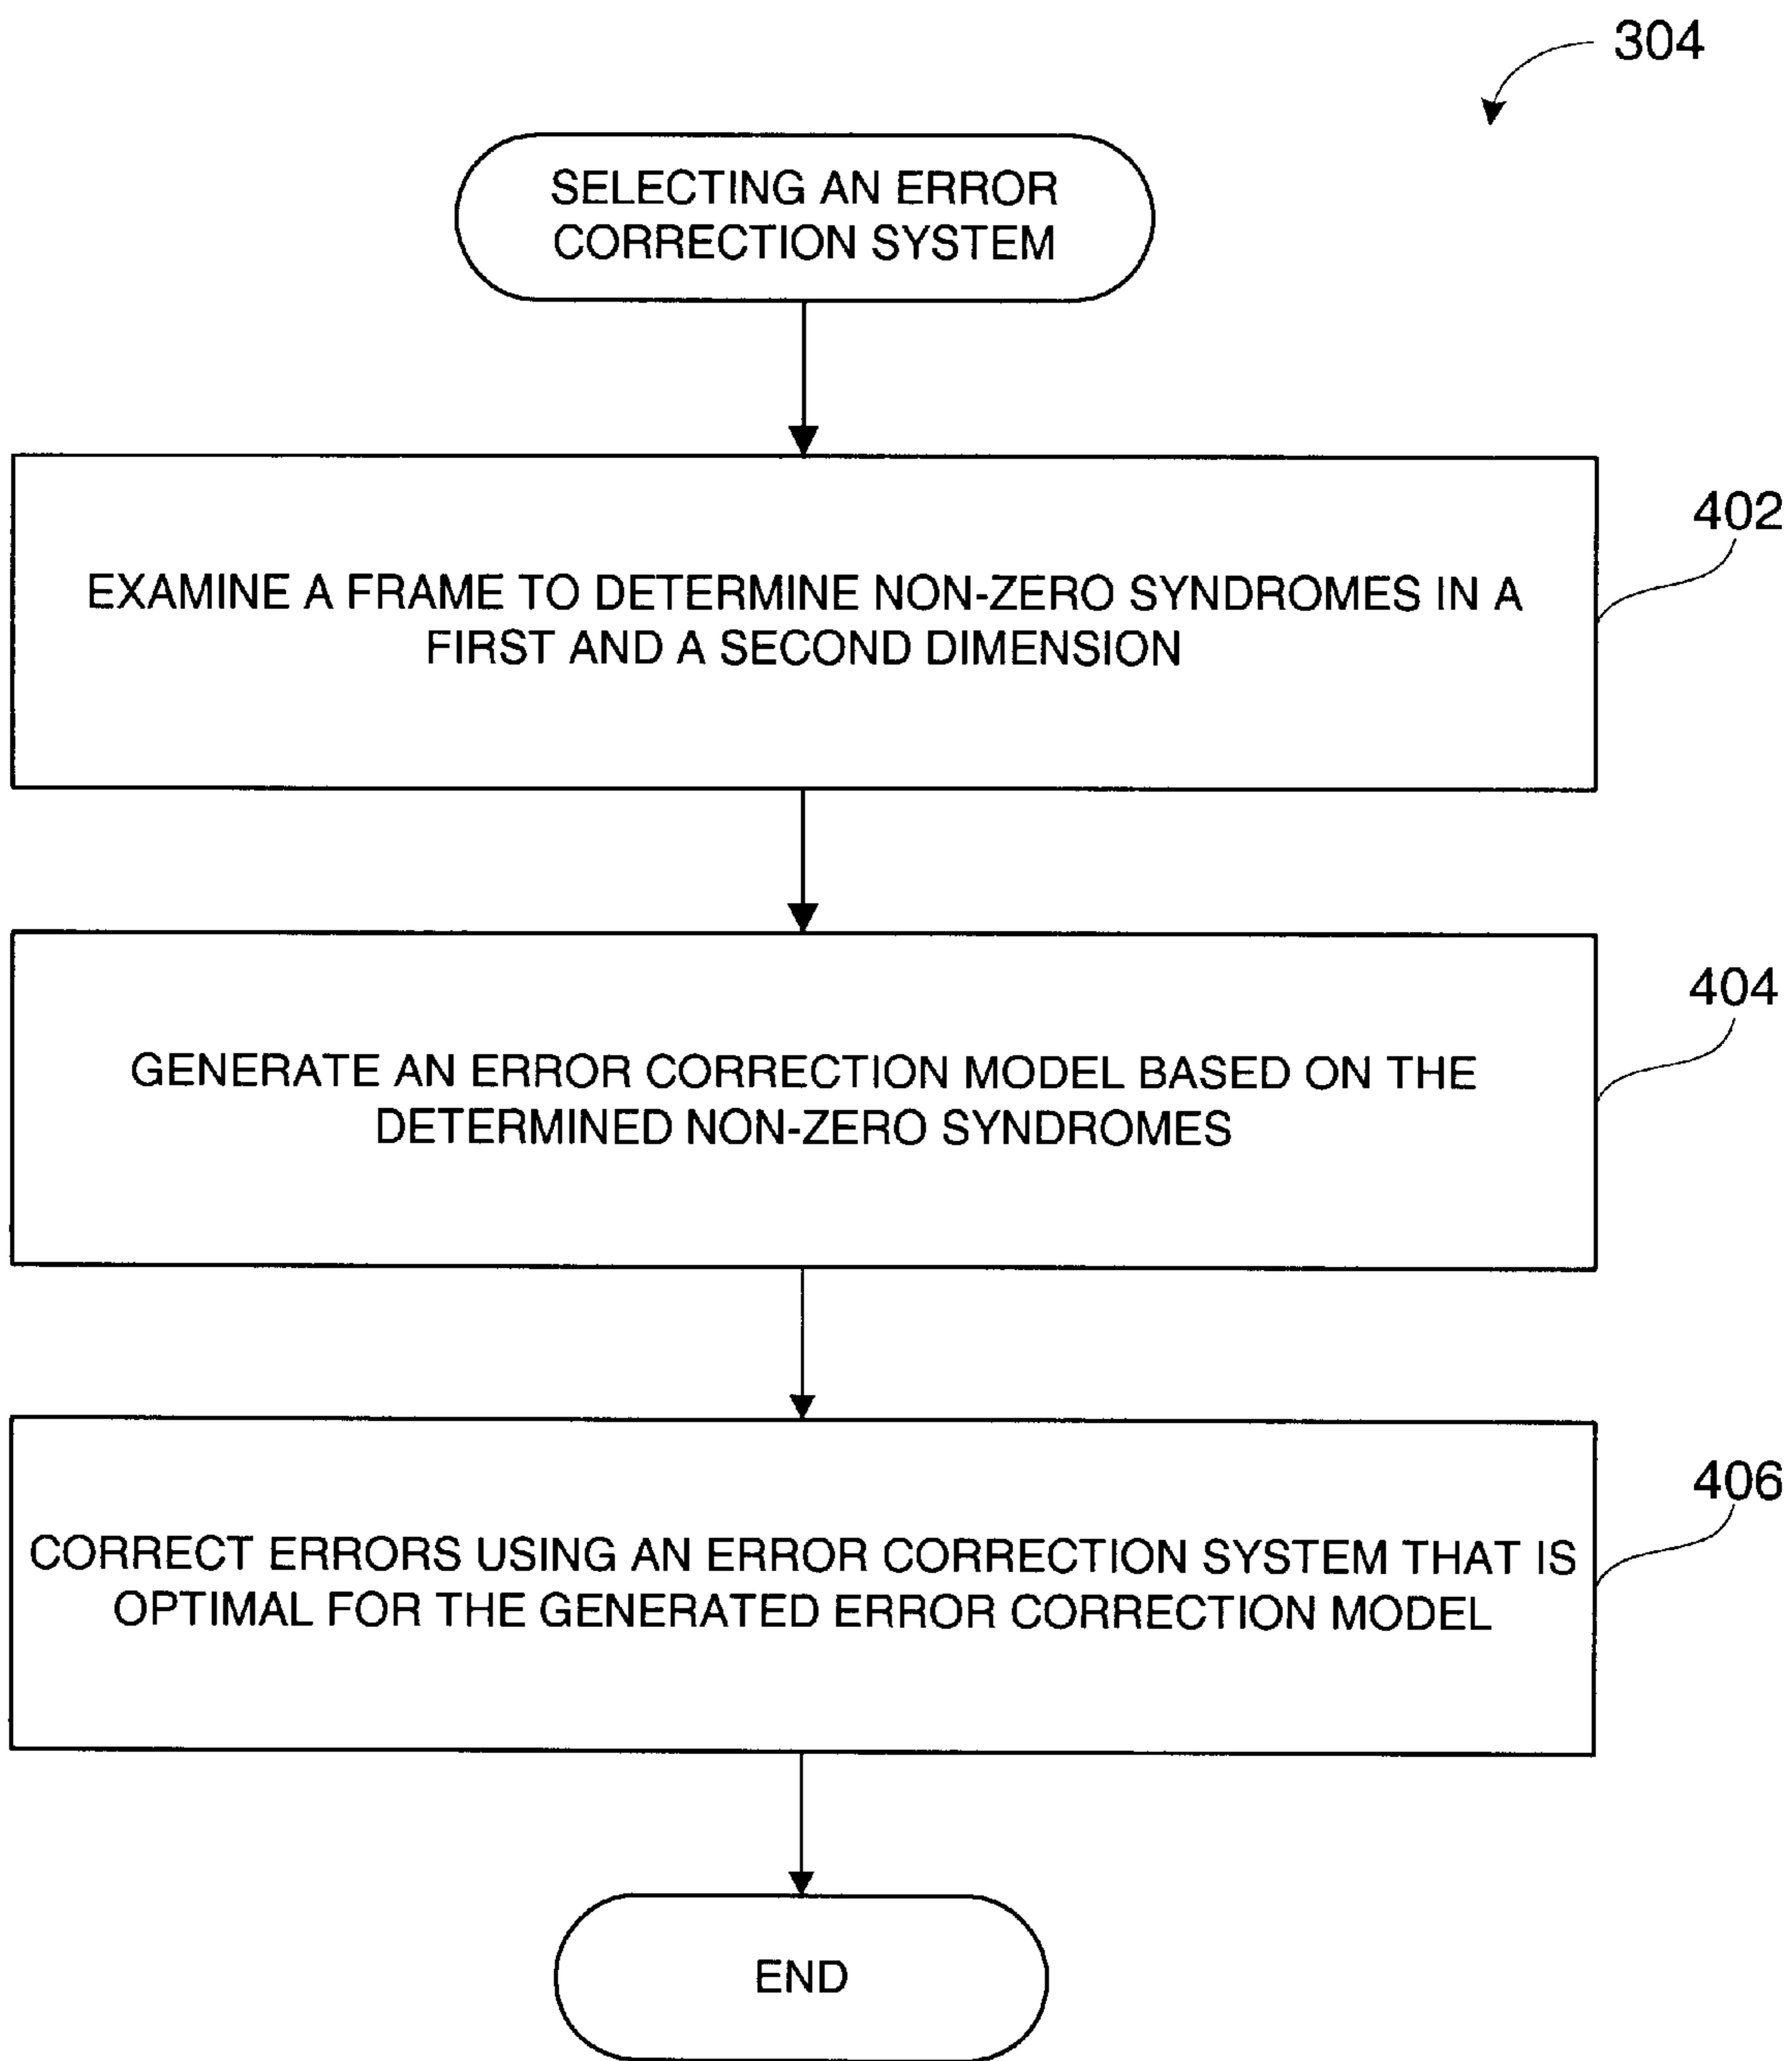 304
SELECTING AN ERROR
CORRECTION SYSTEM
402
EXAMINE A FRAME TO DETERMINE NON-ZERO SYNDROMES IN A
FIRST AND A SECOND DIMENSION
404
GENERATE AN ERROR CORRECTION MODEL BASED ON THE
DETERMINED NON-ZERO SYNDROMES
406
CORRECT ERRORS USING AN ERROR CORRECTION SYSTEM THAT IS
OPTIMAL FOR THE GENERATED ERROR CORRECTION MODEL
END